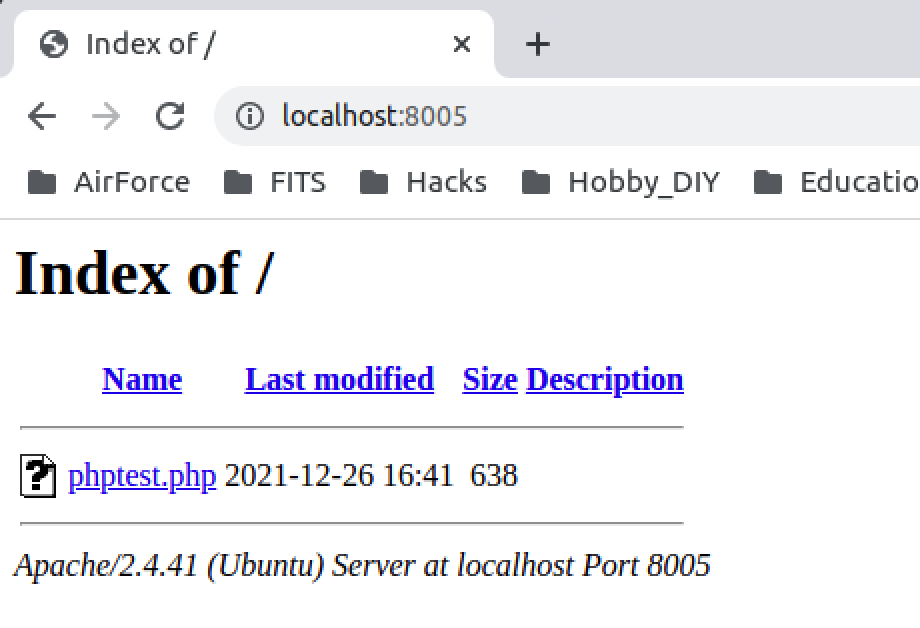 Index of /
localhost:8005
AirForce FITS Hacks Hobby_DIY Educatio
Index of /
Name Last modified Size Description
phptest.php 2021-12-26 16:41 638
Apache/2.4.41 (Ubuntu) Server at localhost Port 8005